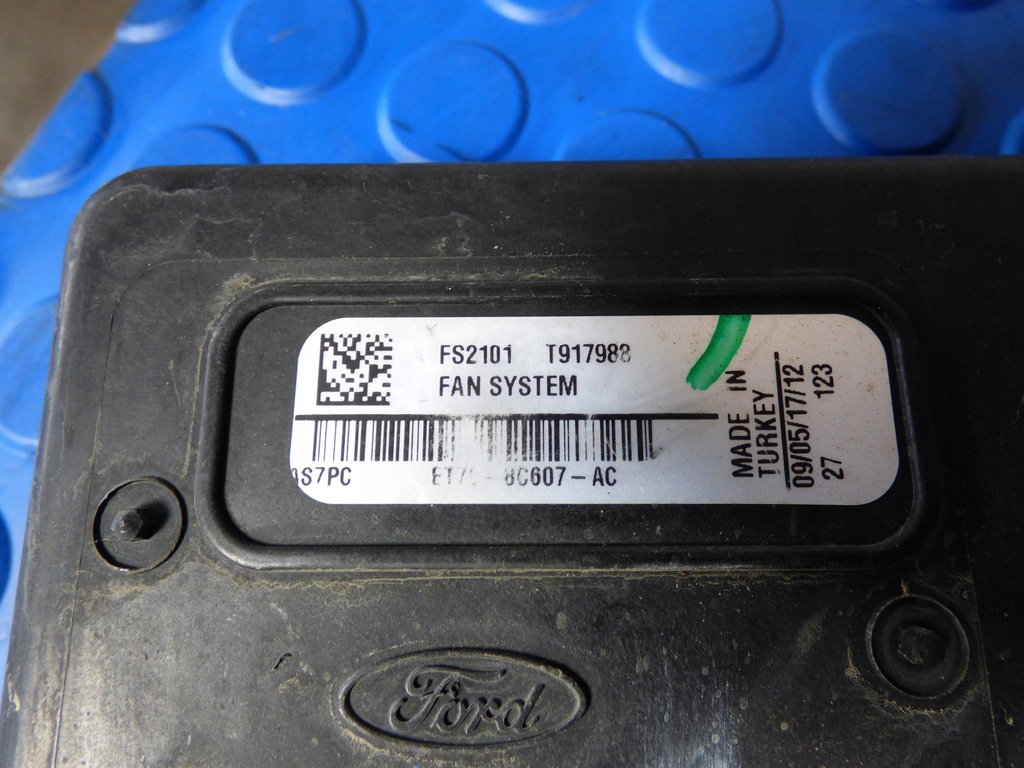 FS2101 T917988
FAN SYSTEM
8C607-AC
MADE IN
TURKEY
09/05/17/12
27 123
Ford